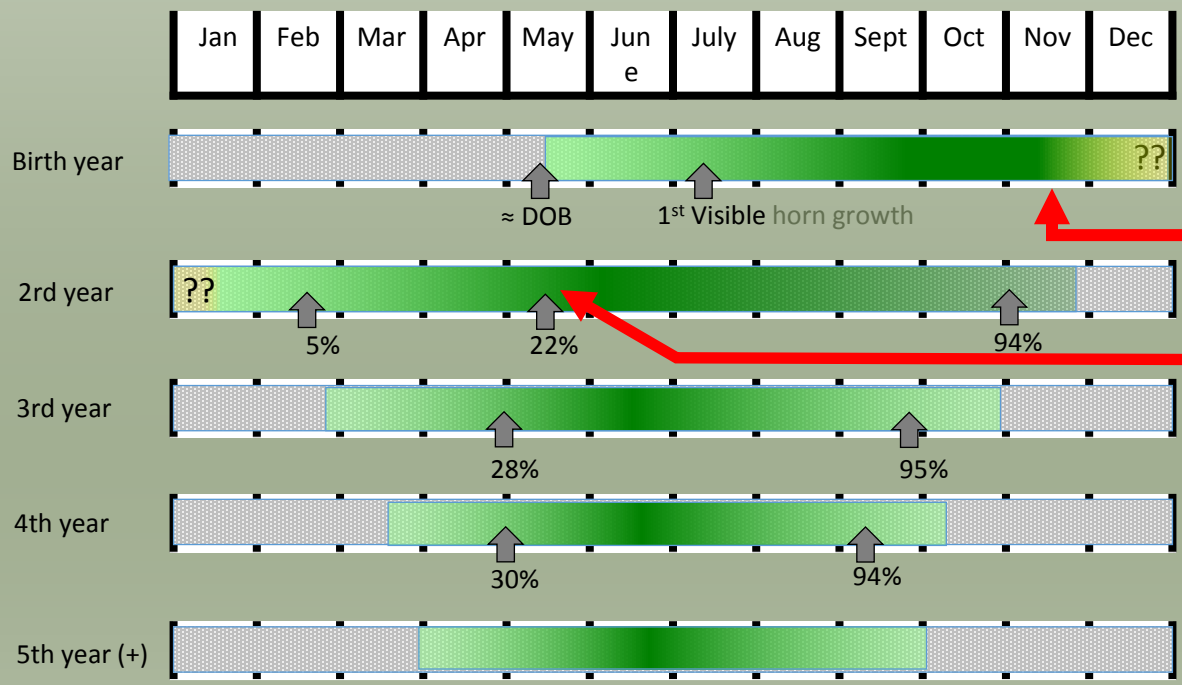 Jan Feb Mar Apr May Jun July Aug Sept Oct Nov Dec
e
Birth year ??
≈ DOB 1st Visible horn growth
2rd year ??
5% 22% 94%
3rd year
28% 95%
4th year
30% 94%
5th year (+)